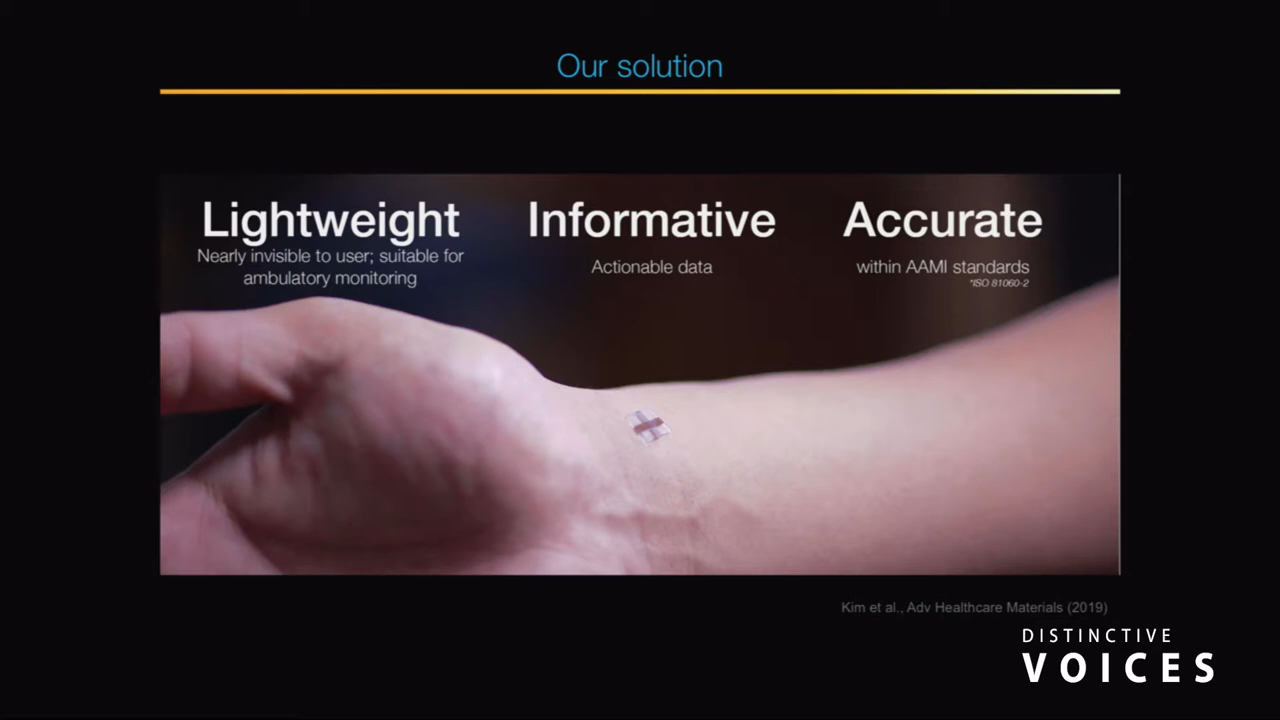 Our solution
Lightweight
Nearly invisible to user; suitable for
ambulatory monitoring
Informative
Actionable data
Accurate
within AAMI standards
*ISO 81060-2
Kim et al., Adv Healthcare Materials (2019)
DISTINCTIVE
VOICES